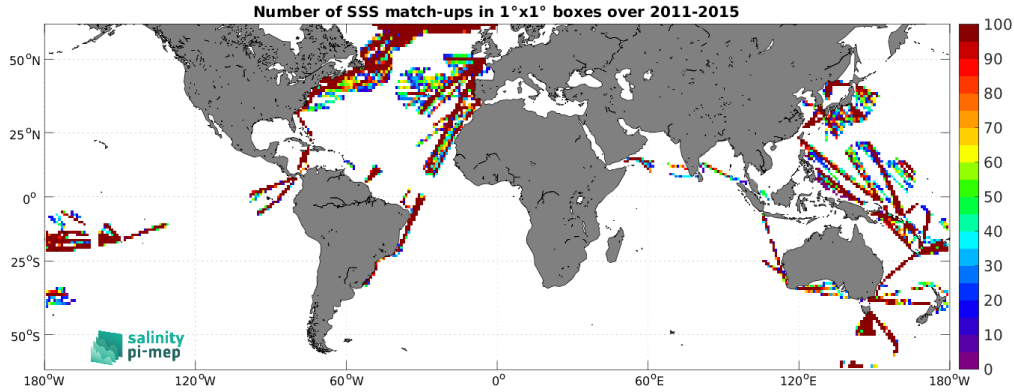 Number of SSS match-ups in 1°x1° boxes over 2011-2015
100
90
80
70
60
50
40
30
20
10
0
50°N
25°N
0°
25°S
50°S
salinity
pi-mep
180°W 120°W 60°W 0° 60°E 120°E 180°W